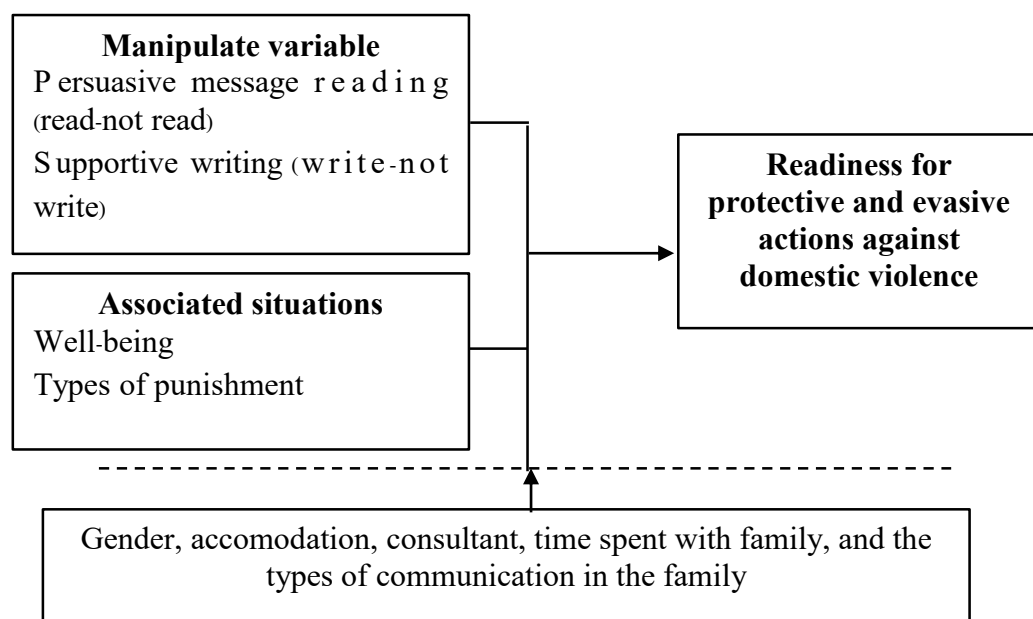 Manipulate variable
Persuasive message reading
(read-not read)
Supportive writing (write-not
write)
Associated situations
Well-being
Types of punishment
Readiness for
protective and evasive
actions against
domestic violence
Gender, accomodation, consultant, time spent with family, and the
types of communication in the family